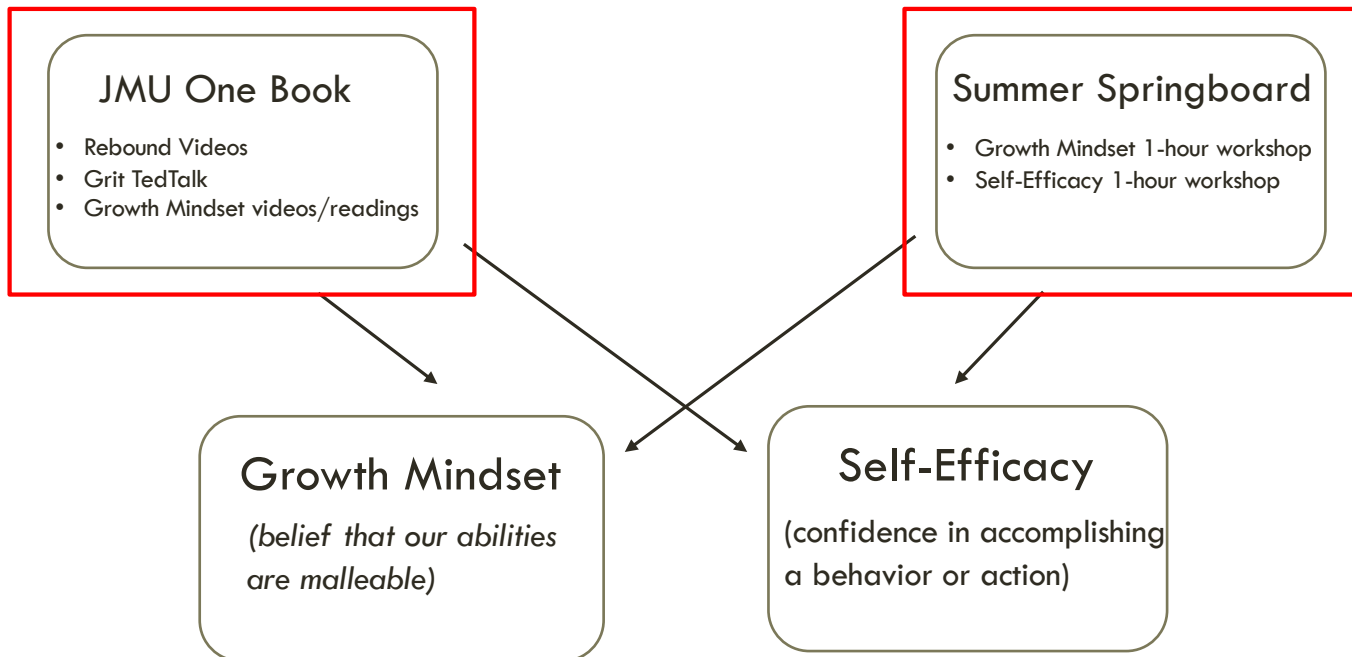 JMU One Book
• Rebound Videos
• Grit TedTalk
• Growth Mindset videos/readings
Summer Springboard
• Growth Mindset 1-hour workshop
• Self-Efficacy 1-hour workshop
Growth Mindset
(belief that our abilities
are malleable)
Self-Efficacy
(confidence in accomplishing
a behavior or action)